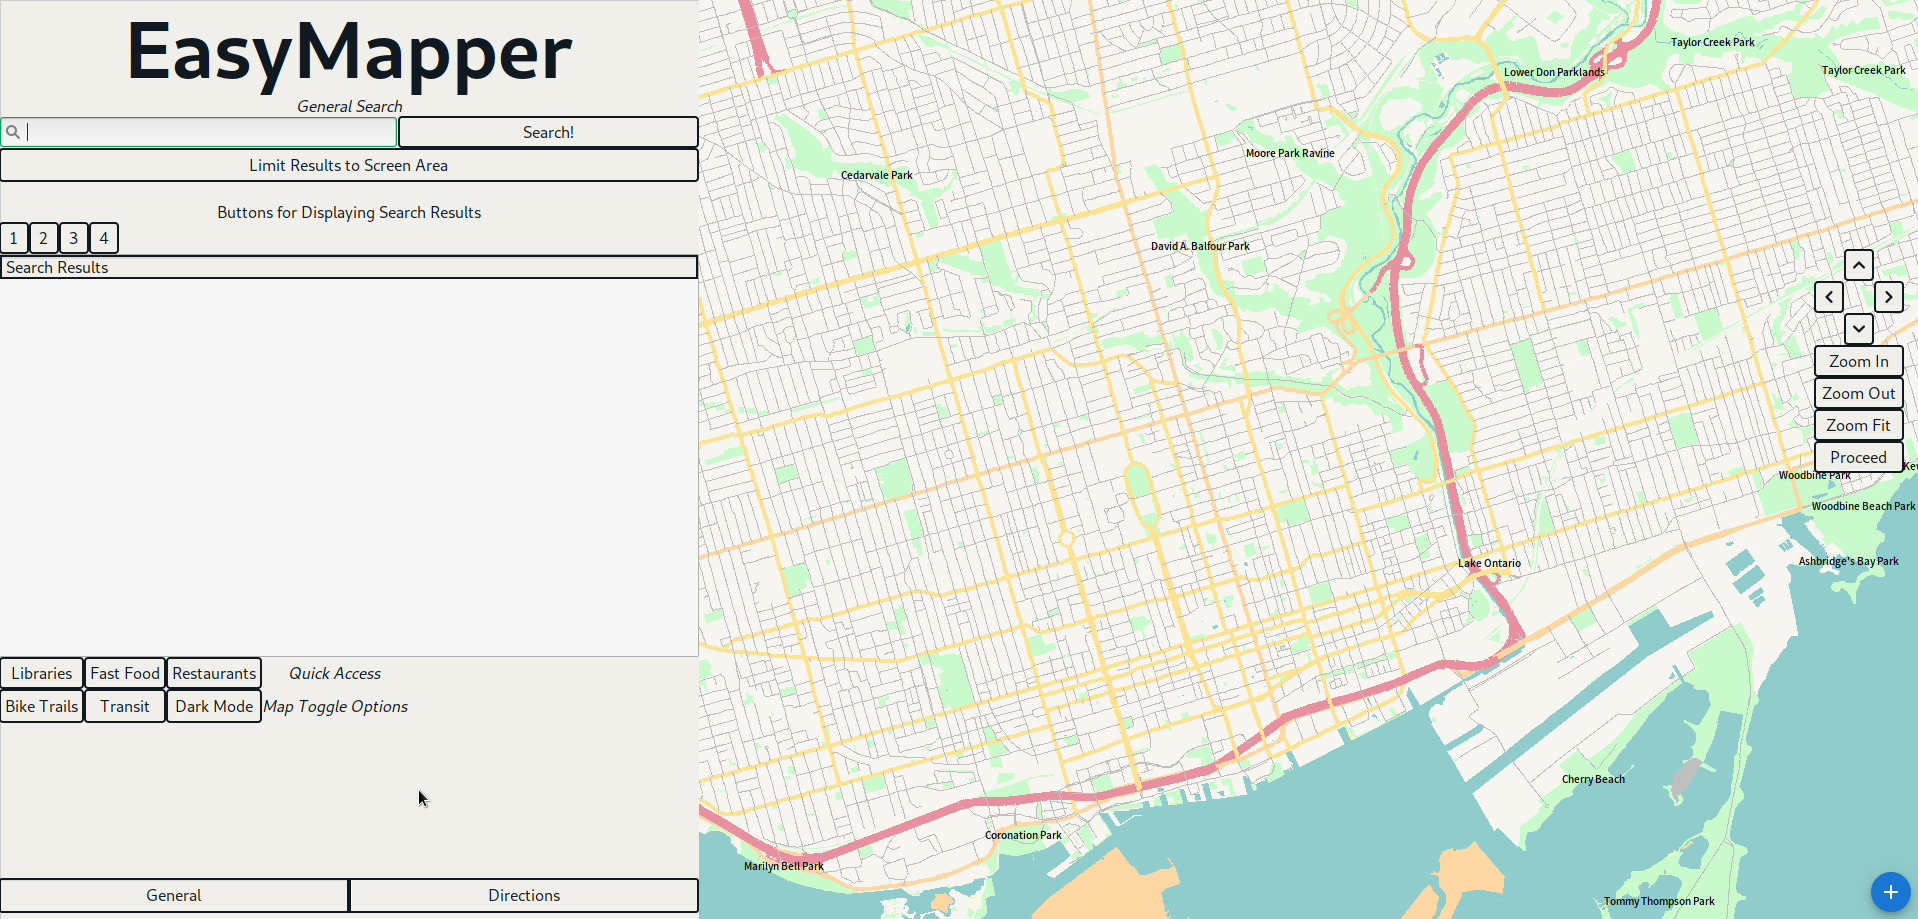 EasyMapper
General Search
Search!
Limit Results to Screen Area
Buttons for Displaying Search Results
1 2 3 4
Search Results
Libraries Fast Food Restaurants Quick Access
Bike Trails Transit Dark Mode Map Toggle Options
General Directions
Taylor Creek Park
Lower Don Parklands
Taylor Creek Park
Moore Park Ravine
Cedarvale Park
David A. Balfour Park
Zoom In
Zoom Out
Zoom Fit
Proceed
Woodbine Park
Woodbine Beach Park
Lake Ontario
Ashbridge's Bay Park
Cherry Beach
Coronation Park
Marilyn Bell Park
Tommy Thompson Park